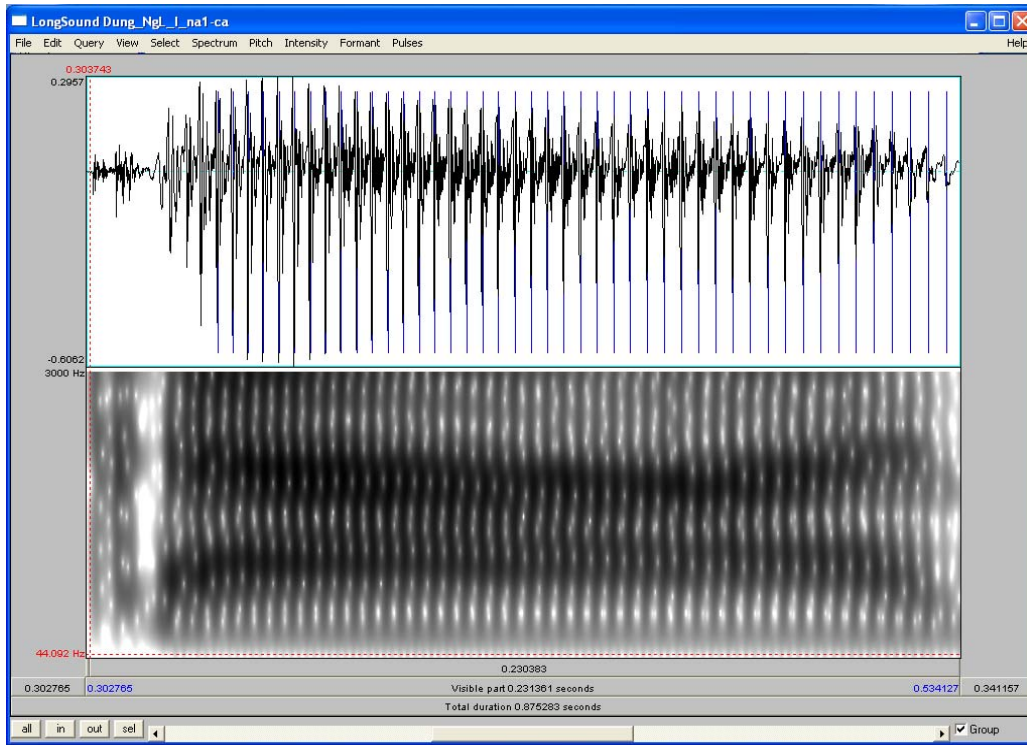 LongSound Dung_NgL_I_na1-ca
File Edit Query View Select Spectrum Pitch Intensity Formant Pulses Help
0.303743
0.2957
-0.6062
3000 Hz
44.092 Hz
0.230383
0.302765 0.302765 Visible part 0.231361 seconds 0.534127 0.341157
Total duration 0.875283 seconds
all in out sel Group